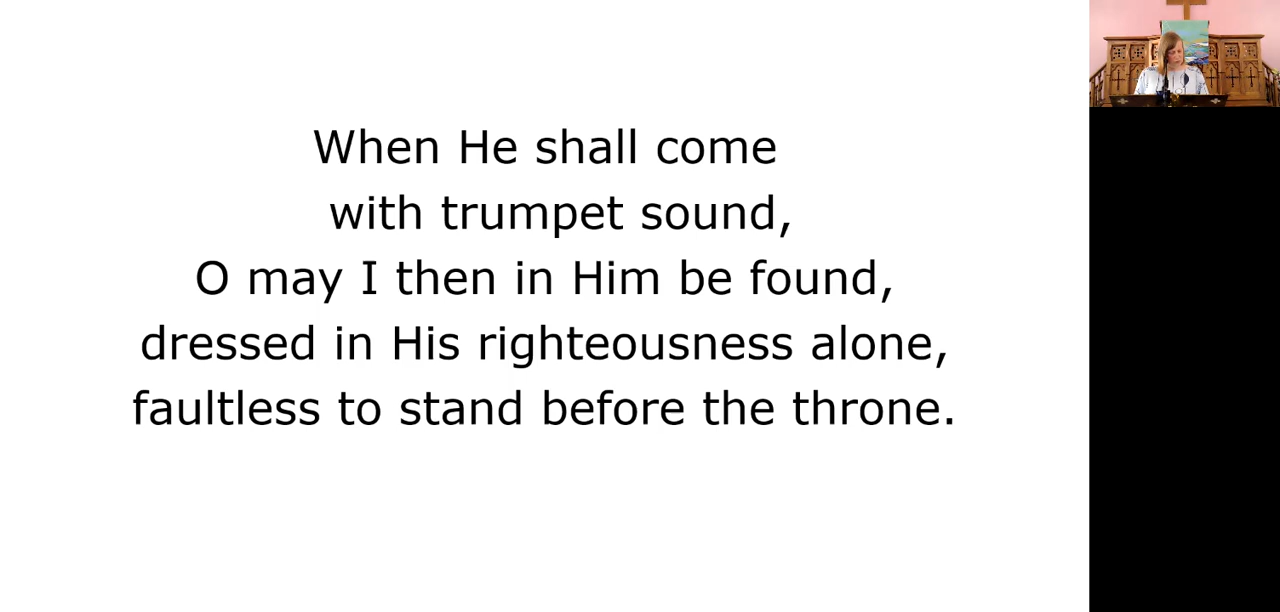 When He shall come
with trumpet sound,
O may I then in Him be found,
dressed in His righteousness alone,
faultless to stand before the throne.